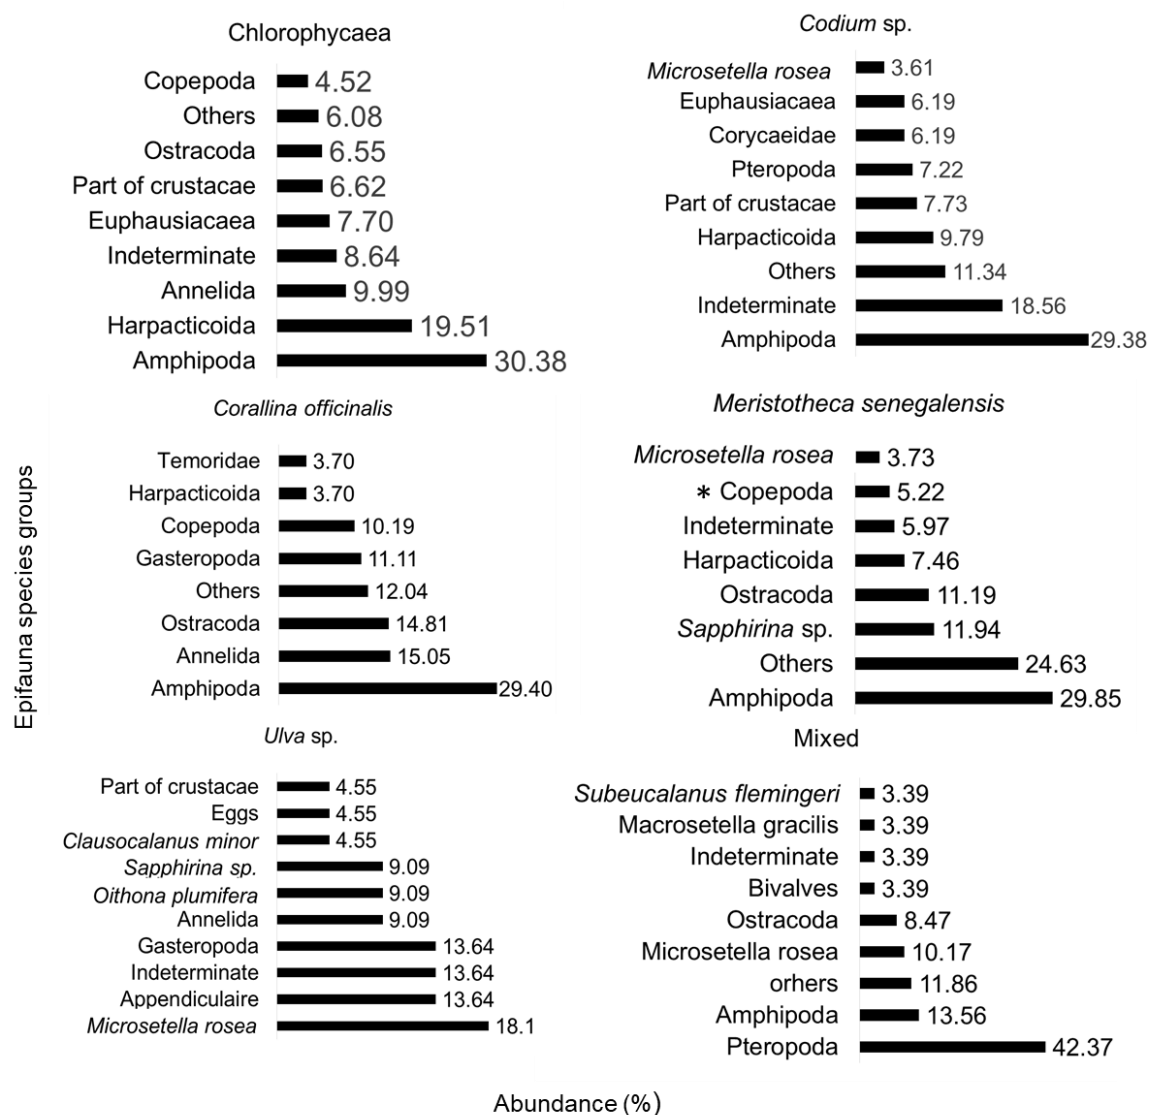 Chlorophycaea
Copepoda 4.52
Others 6.08
Ostracoda 6.55
Part of crustacae 6.62
Euphausiacaea 7.70
Indeterminate 8.64
Annelida 9.99
Harpacticoida 19.51
Amphipoda 30.38
Codium sp.
Microsetella rosea 3.61
Euphausiacaea 6.19
Corycaeidae 6.19
Pteropoda 7.22
Part of crustacae 7.73
Harpacticoida 9.79
Others 11.34
Indeterminate 18.56
Amphipoda 29.38
Epifauna species groups
Corallina officinalis
Temoridae 3.70
Harpacticoida 3.70
Copepoda 10.19
Gasteropoda 11.11
Others 12.04
Ostracoda 14.81
Annelida 15.05
Amphipoda 29.40
Meristotheca senegalensis
Microsetella rosea 3.73
* Copepoda 5.22
Indeterminate 5.97
Harpacticoida 7.46
Ostracoda 11.19
Sapphirina sp. 11.94
Others 24.63
Amphipoda 29.85
Ulva sp.
Part of crustacae 4.55
Eggs 4.55
Clausocalanus minor 4.55
Sapphirina sp. 9.09
Oithona plumifera 9.09
Annelida 9.09
Gasteropoda 13.64
Indeterminate 13.64
Appendiculaire 13.64
Microsetella rosea 18.1
Mixed
Subeucalanus flemingeri 3.39
Macrosetella gracilis 3.39
Indeterminate 3.39
Bivalves 3.39
Ostracoda 8.47
Microsetella rosea 10.17
orhers 11.86
Amphipoda 13.56
Pteropoda 42.37
Abundance (%)